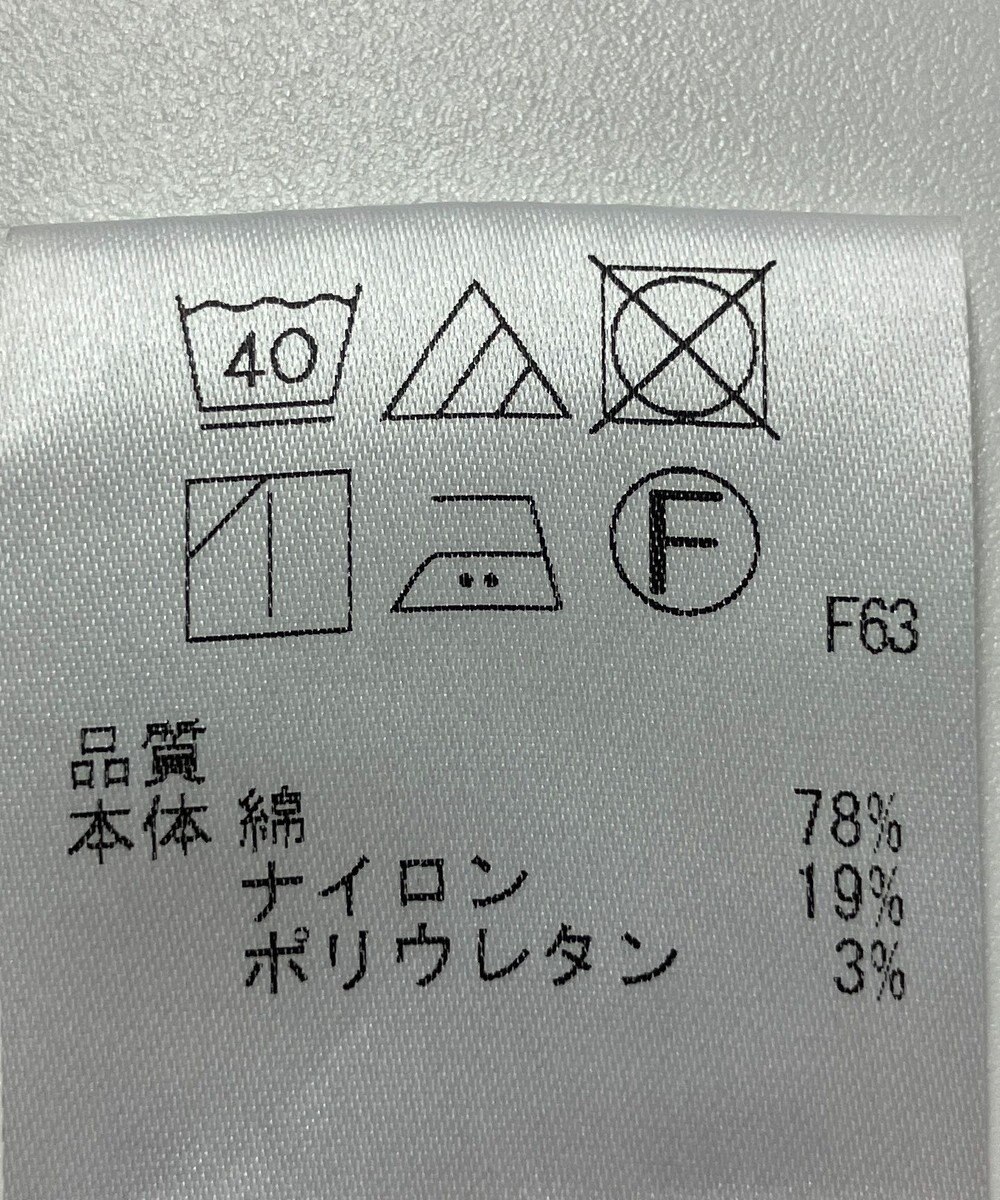 40
F
F63
品質
本体 綿 78%
ナイロン 19%
ポリウレタン 3%